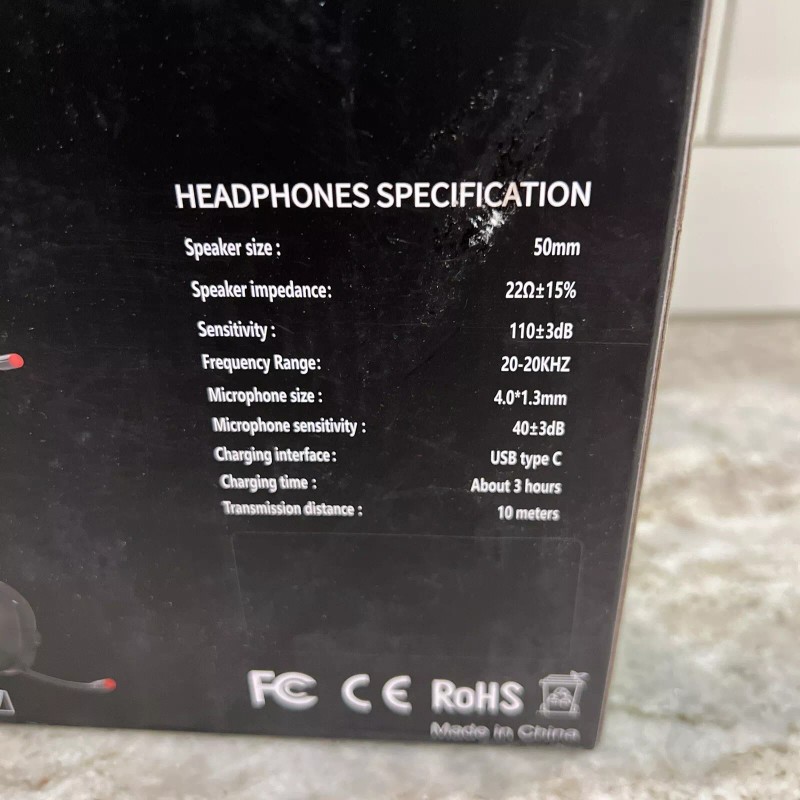 HEADPHONES SPECIFICATION
Speaker size : 50mm
Speaker impedance: 22Ω±15%
Sensitivity : 110±3dB
Frequency Range: 20-20KHZ
Microphone size : 4.0*1.3mm
Microphone sensitivity : 40±3dB
Charging interface: USB type C
Charging time : About 3 hours
Transmission distance : 10 meters
FC CE RoHS
Made in China